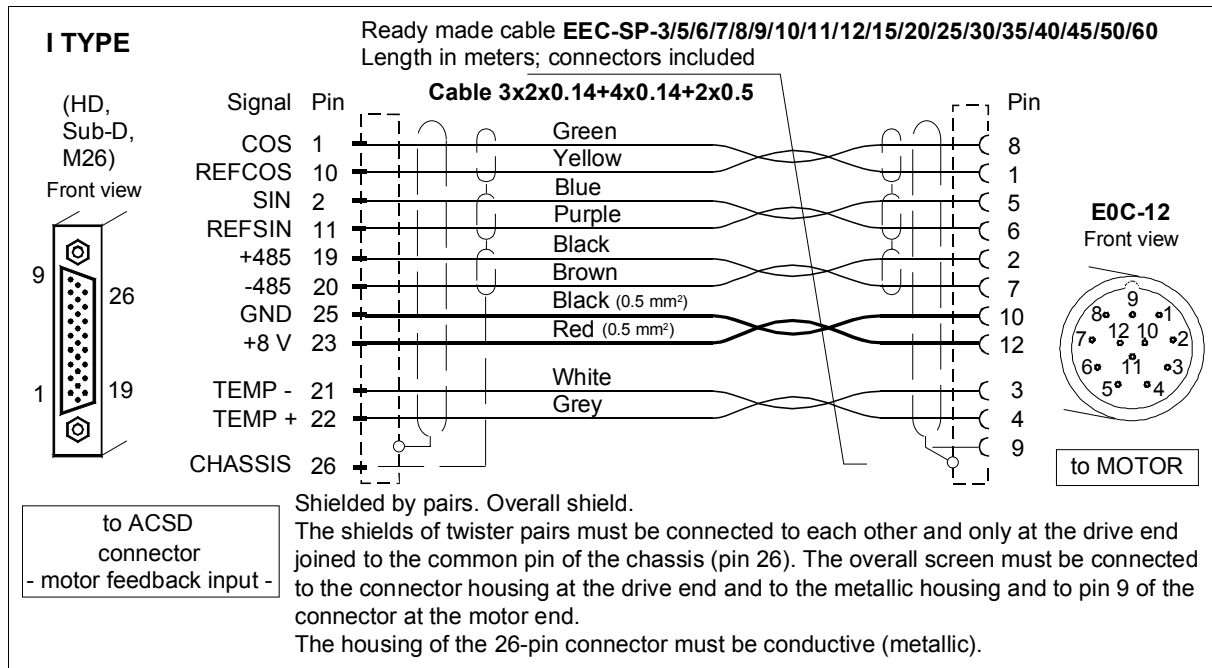 I TYPE
Ready made cable EEC-SP-3/5/6/7/8/9/10/11/12/15/20/25/30/35/40/45/50/60
Length in meters; connectors included
Cable 3x2x0.14+4x0.14+2x0.5
(HD,
Sub-D,
M26)
Front view
9
26
1
19
Signal Pin Pin
COS 1 Green 8
REFCOS 10 Yellow 1
SIN 2 Blue 5
REFSIN 11 Purple 6
+485 19 Black 2
-485 20 Brown 7
GND 25 Black (0.5 mm²) 10
+8 V 23 Red (0.5 mm²) 12
TEMP - 21 White 3
TEMP + 22 Grey 4
9
CHASSIS 26
E0C-12
Front view
9
8 1
12 10
7 2
6 11 3
5 4
to MOTOR
to ACSD
connector
- motor feedback input -
Shielded by pairs. Overall shield.
The shields of twister pairs must be connected to each other and only at the drive end
joined to the common pin of the chassis (pin 26). The overall screen must be connected
to the connector housing at the drive end and to the metallic housing and to pin 9 of the
connector at the motor end.
The housing of the 26-pin connector must be conductive (metallic).